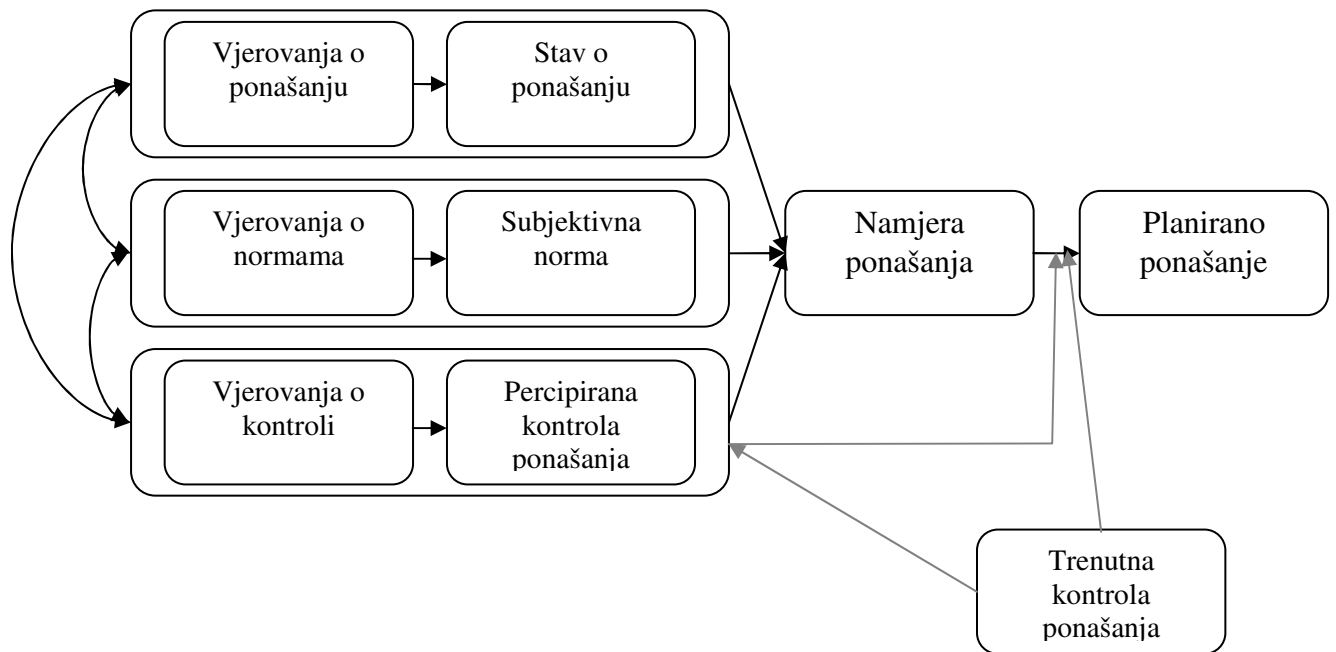 Vjerovanja o
ponašanju
Stav o
ponašanju
Vjerovanja o
normama
Subjektivna
norma
Namjera
ponašanja
Planirano
ponašanje
Vjerovanja o
kontroli
Percipirana
kontrola
ponašanja
Trenutna
kontrola
ponašanja